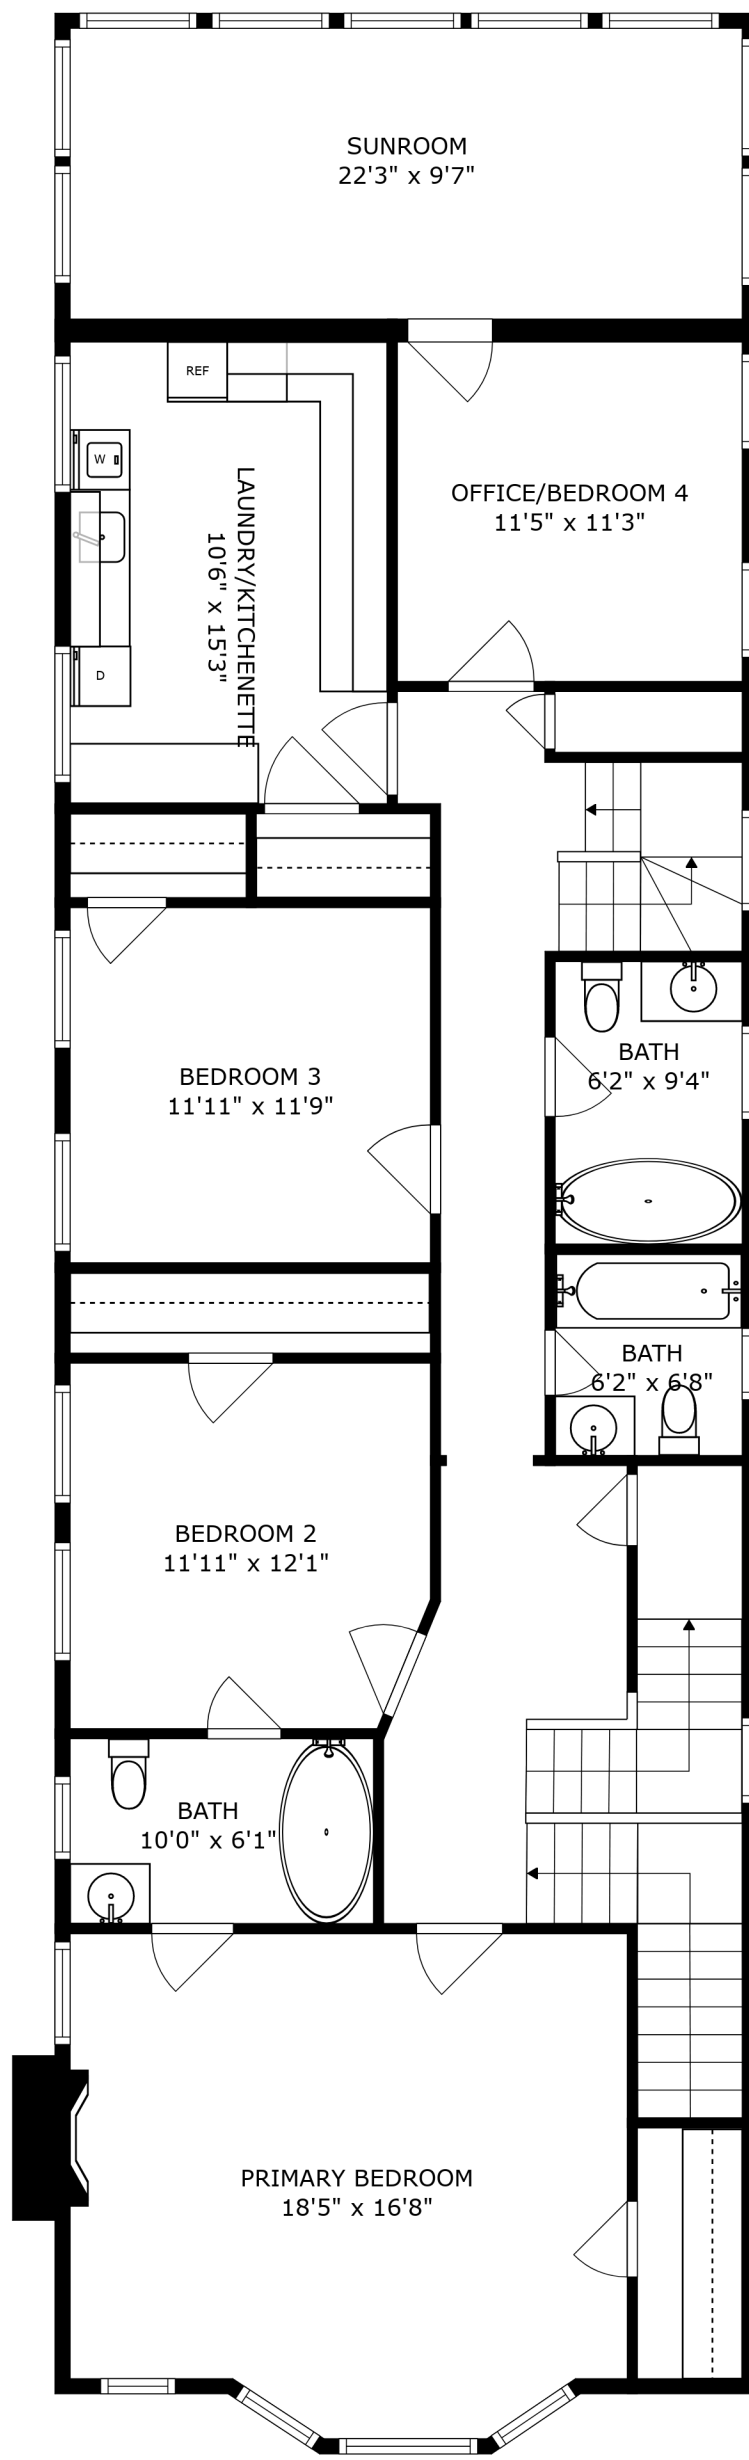 SUNROOM
22'3" x 9'7"
REF
W
LAUNDRY/KITCHENETTE
10'6" x 15'3"
OFFICE/BEDROOM 4
11'5" x 11'3"
D
BEDROOM 3
11'11" x 11'9"
BATH
6'2" x 9'4"
BATH
6'2" x 6'8"
BEDROOM 2
11'11" x 12'1"
BATH
10'0" x 6'1"
PRIMARY BEDROOM
18'5" x 16'8"